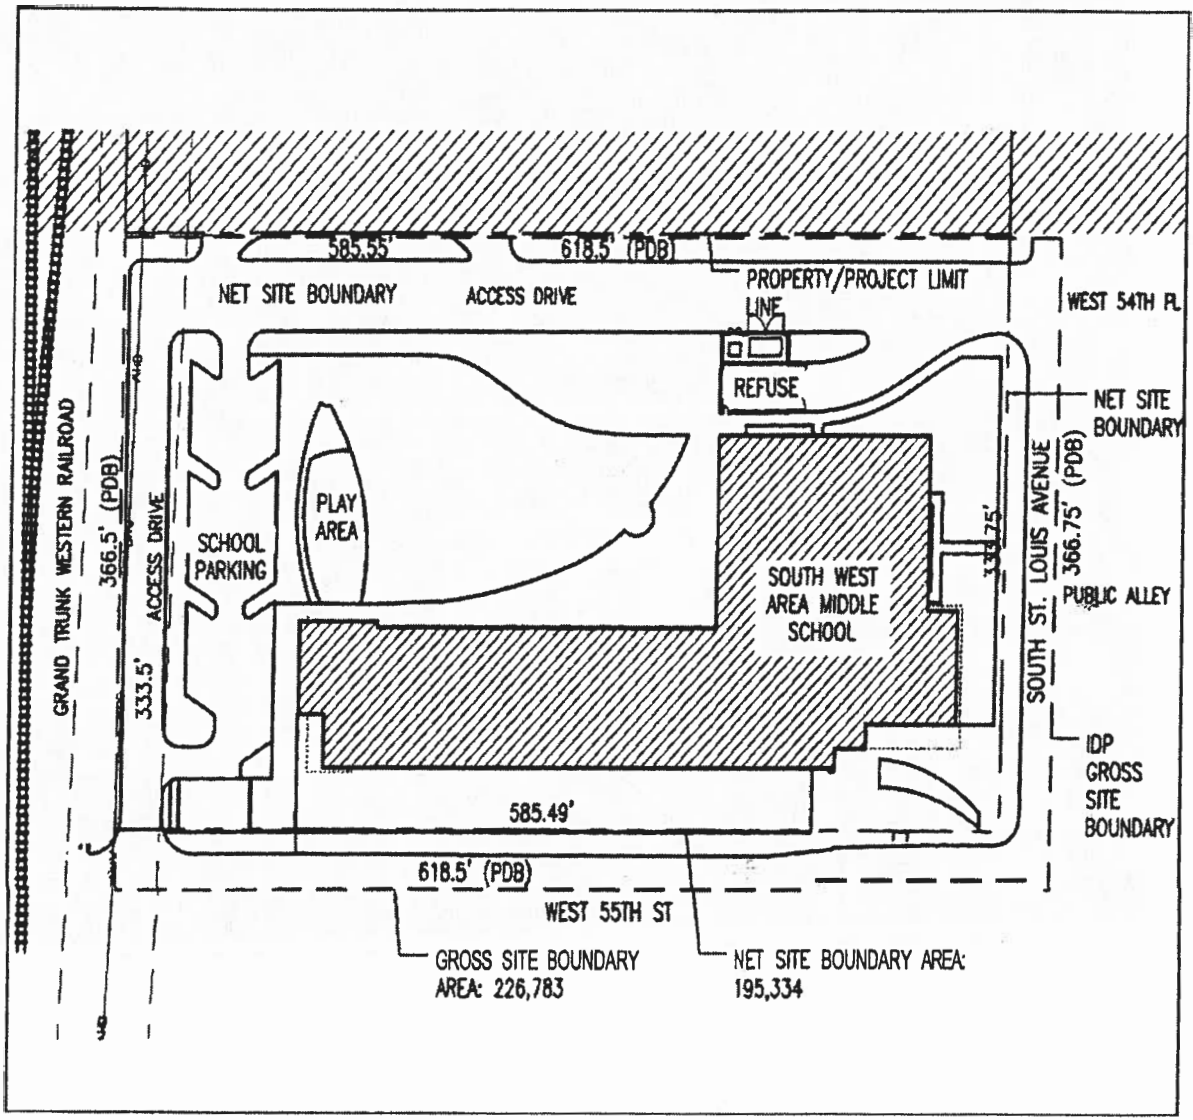 585.55'
618.5' (PDB)
NET SITE BOUNDARY
ACCESS DRIVE
PROPERTY/PROJECT LIMIT
LINE
WEST 54TH PL
REFUSE
NET SITE
BOUNDARY
GRAND TRUNK WESTERN RAILROAD
366.5' (PDB)
ACCESS DRIVE
333.5'
SCHOOL
PARKING
PLAY
AREA
SOUTH WEST
AREA MIDDLE
SCHOOL
333.75'
SOUTH ST. LOUIS AVENUE
366.75' (PDB)
PUBLIC ALLEY
IDP
GROSS
SITE
BOUNDARY
585.49'
618.5' (PDB)
WEST 55TH ST
GROSS SITE BOUNDARY
AREA: 226,783
NET SITE BOUNDARY AREA:
195,334